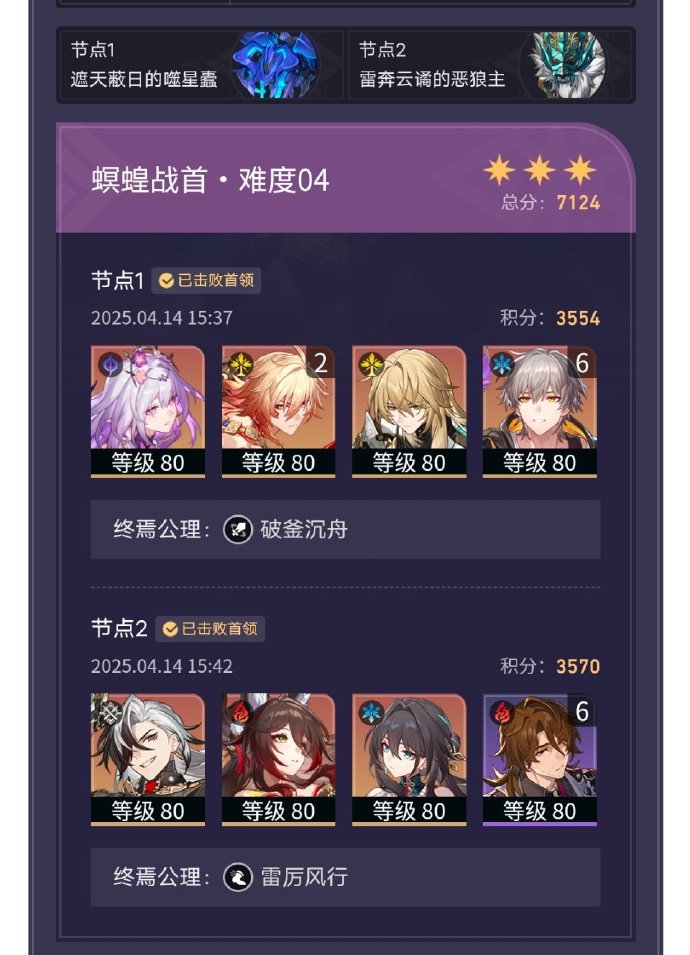 节点1
遮天蔽日的噬星蠹
节点2
雷奔云谲的恶狼主
螟蝗战首·难度04
总分：7124
节点1 已击败首领
2025.04.14 15:37
积分：3554
2
6
等级 80
等级 80
等级 80
等级 80
终焉公理： 破釜沉舟
节点2 已击败首领
2025.04.14 15:42
积分：3570
6
等级 80
等级 80
等级 80
等级 80
终焉公理： 雷厉风行